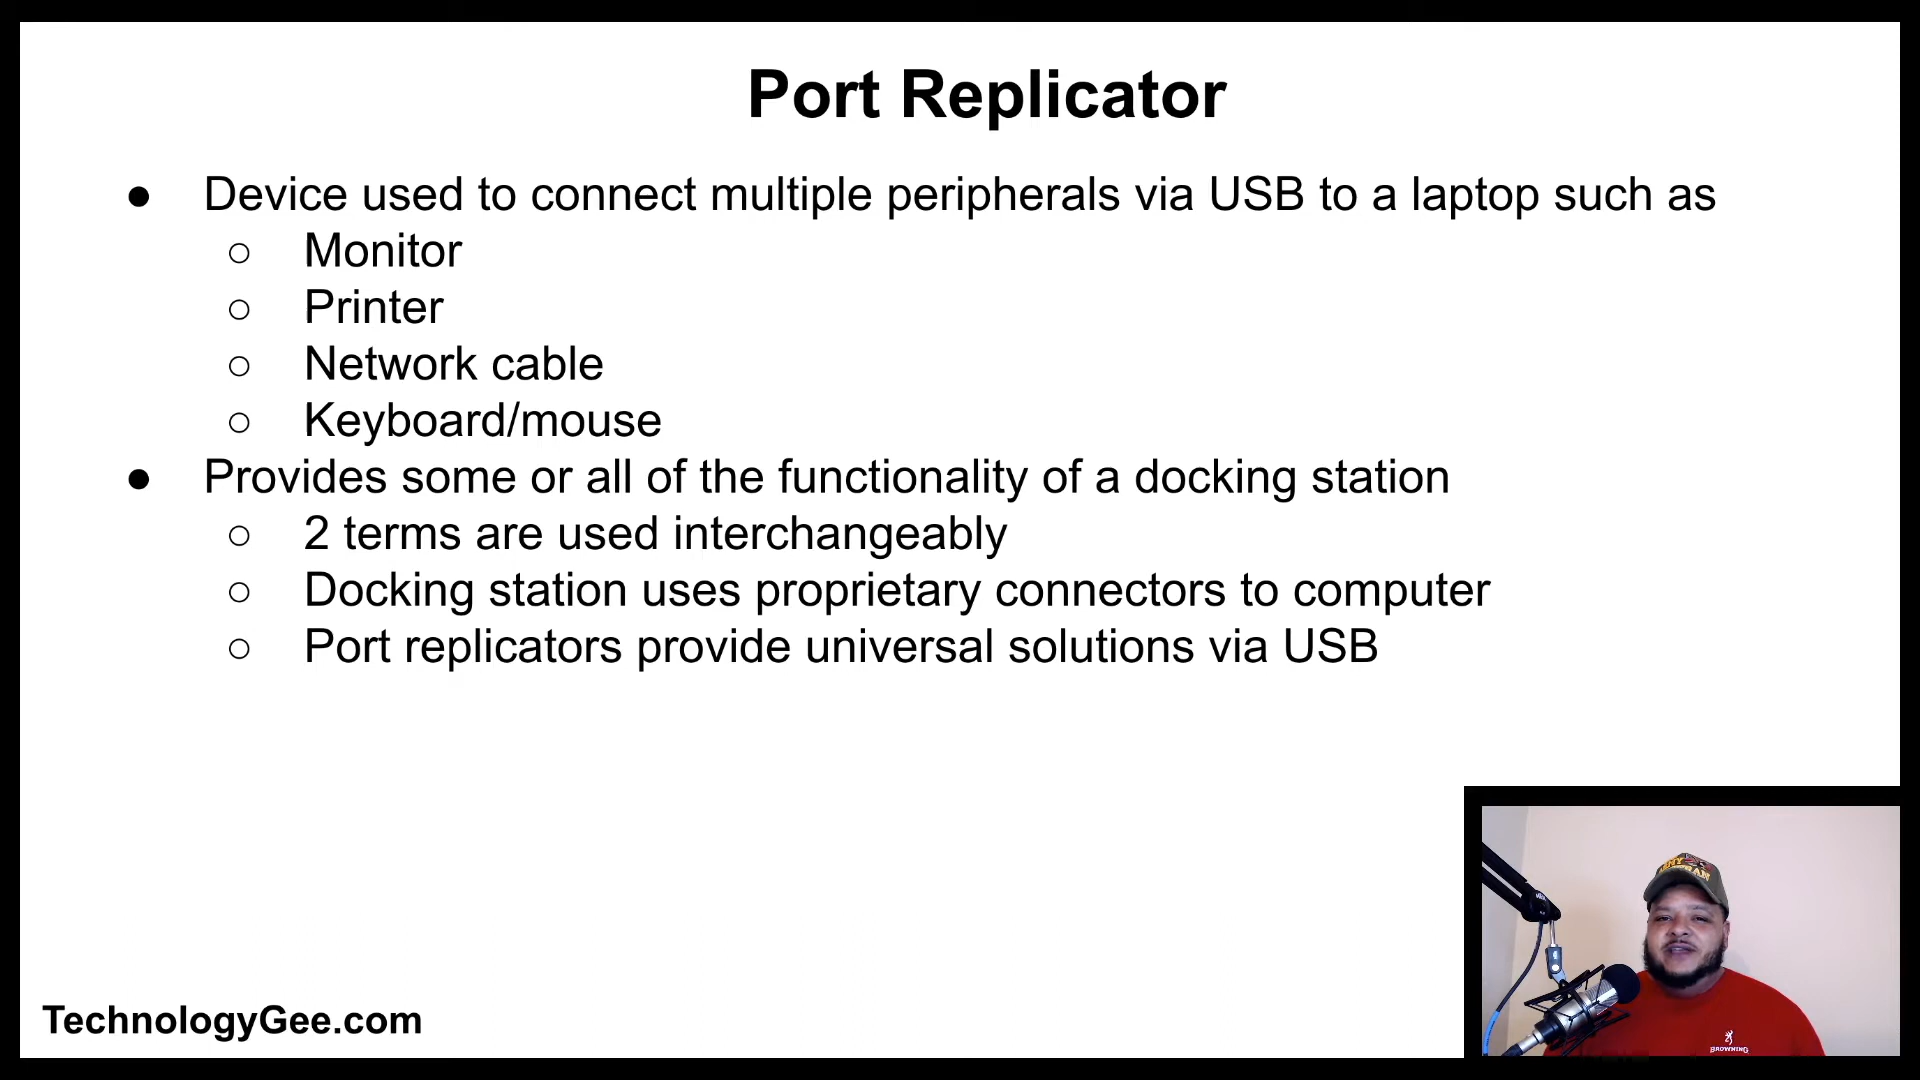 Port Replicator
● Device used to connect multiple peripherals via USB to a laptop such as
○ Monitor
○ Printer
○ Network cable
○ Keyboard/mouse
● Provides some or all of the functionality of a docking station
○ 2 terms are used interchangeably
○ Docking station uses proprietary connectors to computer
○ Port replicators provide universal solutions via USB
TechnologyGee.com
BROWNING